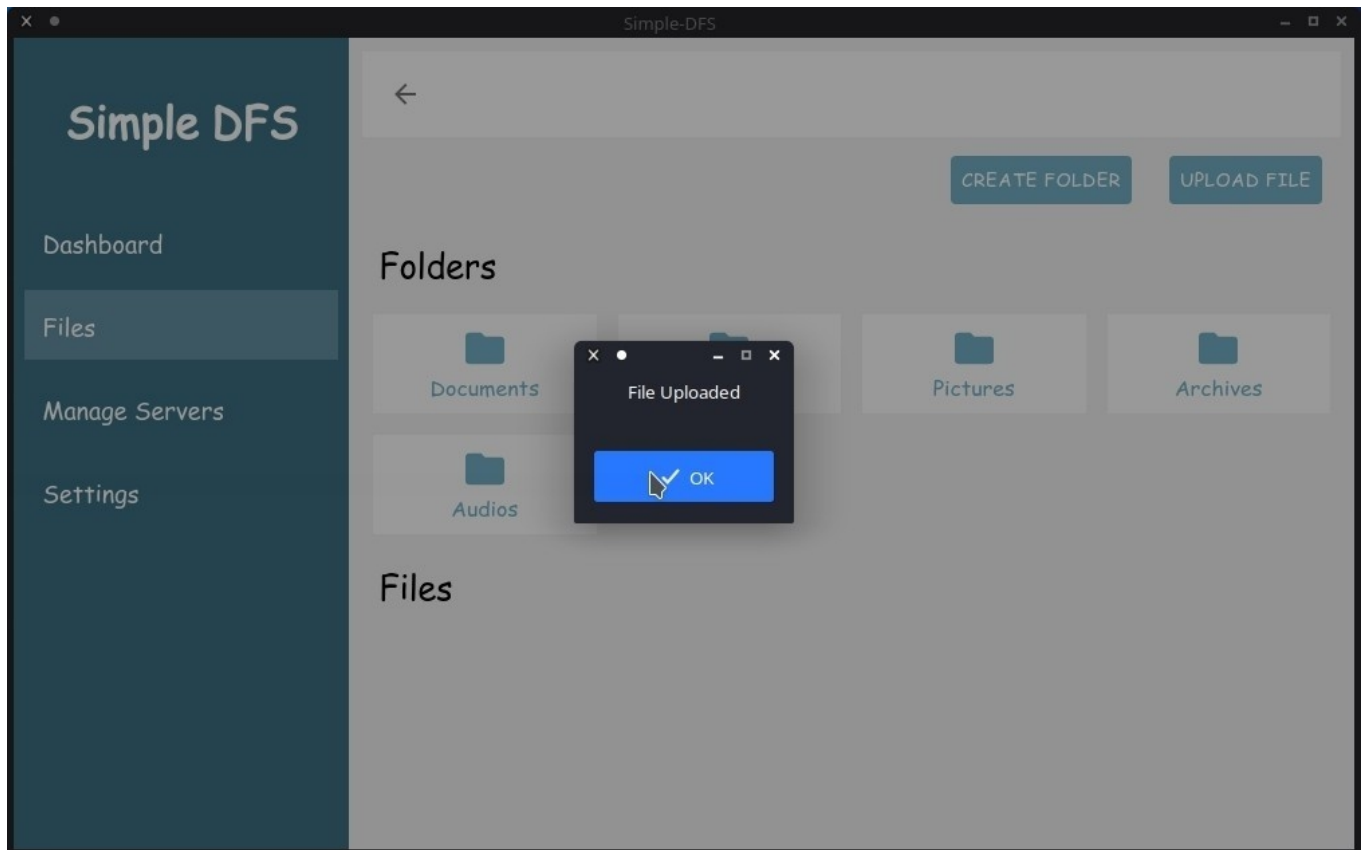 Simple-DFS
Simple DFS
Dashboard
Files
Manage Servers
Settings
CREATE FOLDER
UPLOAD FILE
Folders
Documents
Pictures
Archives
Audios
Files
File Uploaded
OK